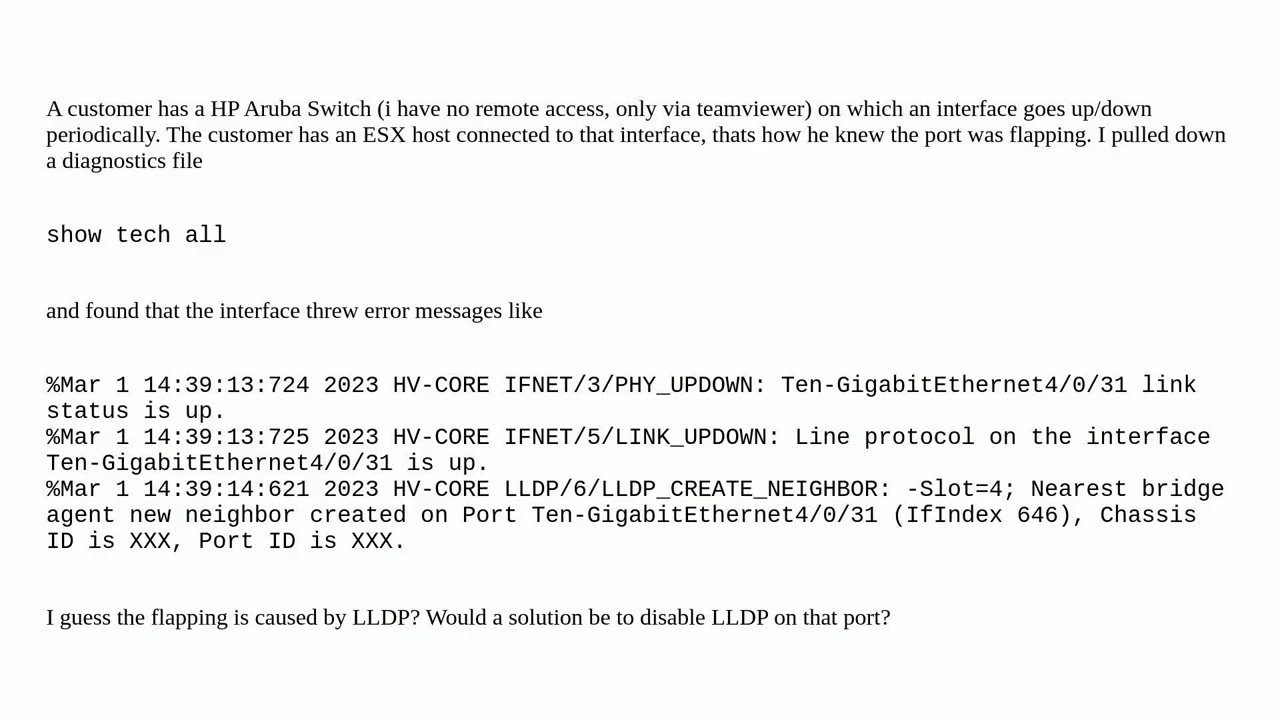 A customer has a HP Aruba Switch (i have no remote access, only via teamviewer) on which an interface goes up/down
periodically. The customer has an ESX host connected to that interface, thats how he knew the port was flapping. I pulled down
a diagnostics file
show tech all
and found that the interface threw error messages like
%Mar 1 14:39:13:724 2023 HV-CORE IFNET/3/PHY_UPDOWN: Ten-GigabitEthernet4/0/31 link
status is up.
%Mar 1 14:39:13:725 2023 HV-CORE IFNET/5/LINK_UPDOWN: Line protocol on the interface
Ten-GigabitEthernet4/0/31 is up.
%Mar 1 14:39:14:621 2023 HV-CORE LLDP/6/LLDP_CREATE_NEIGHBOR: -Slot=4; Nearest bridge
agent new neighbor created on Port Ten-GigabitEthernet4/0/31 (IfIndex 646), Chassis
ID is XXX, Port ID is XXX.
I guess the flapping is caused by LLDP? Would a solution be to disable LLDP on that port?